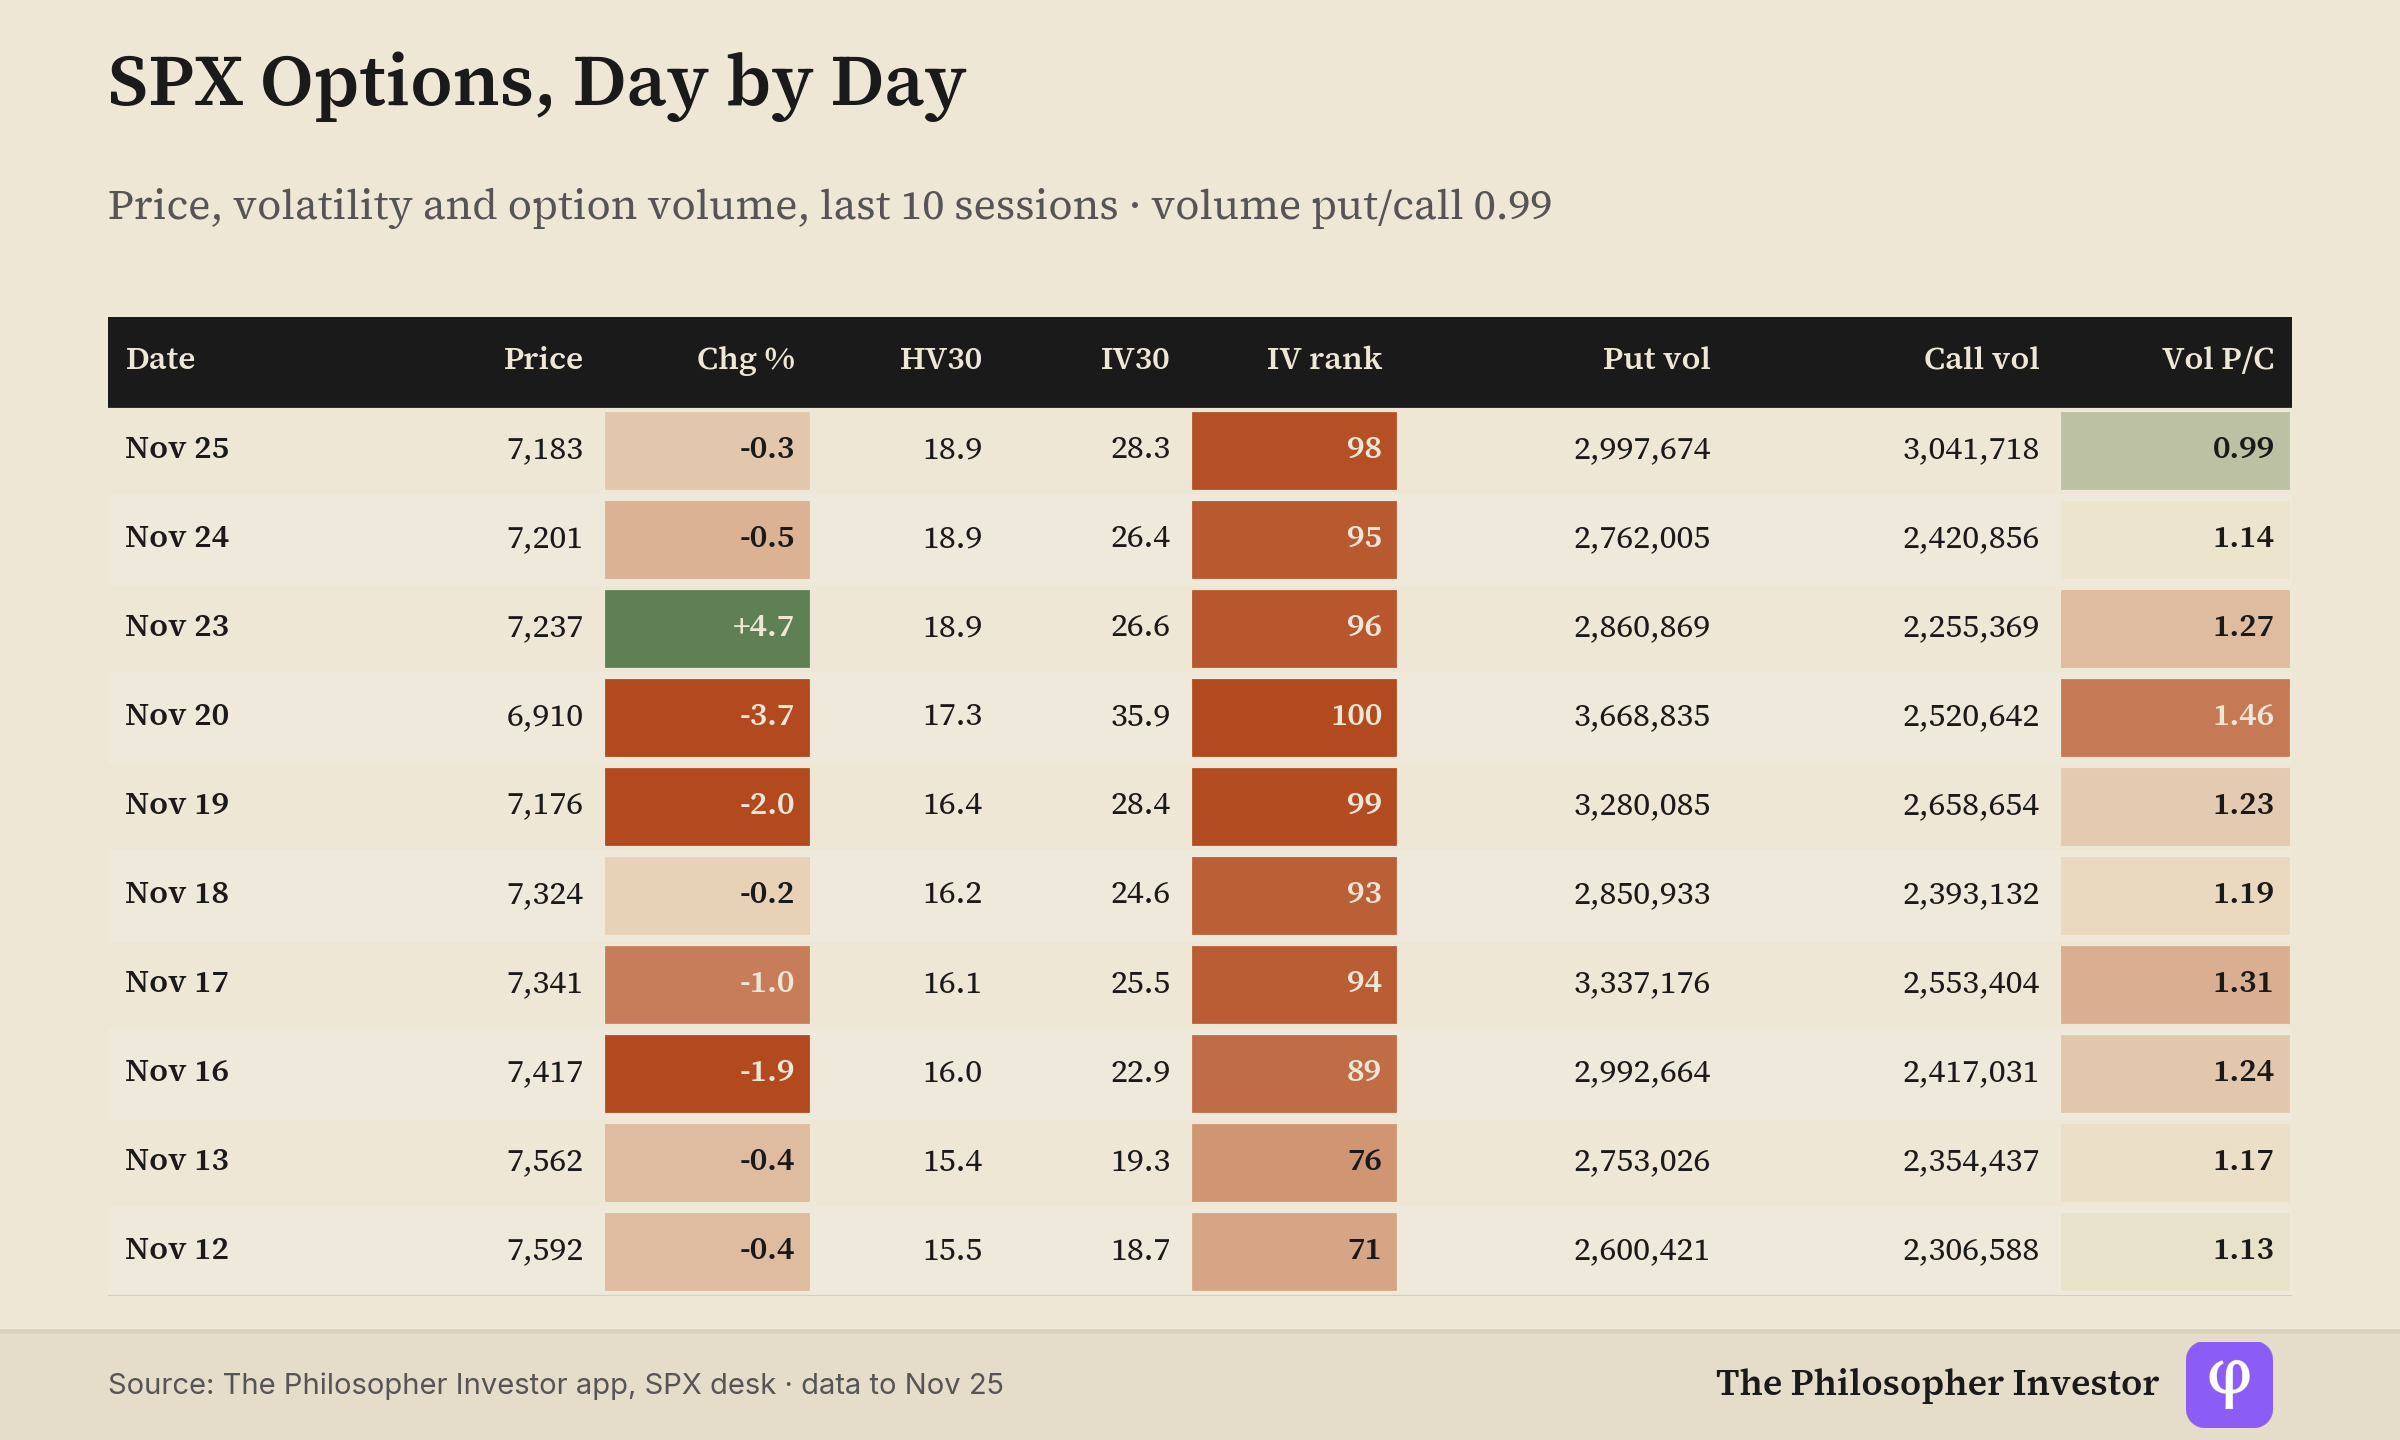 SPX Options, Day by Day
Price, volatility and option volume, last 10 sessions · volume put/call 0.99
Date Price Chg % HV30 IV30 IV rank Put vol Call vol Vol P/C
Nov 25 7,183 -0.3 18.9 28.3 98 2,997,674 3,041,718 0.99
Nov 24 7,201 -0.5 18.9 26.4 95 2,762,005 2,420,856 1.14
Nov 23 7,237 +4.7 18.9 26.6 96 2,860,869 2,255,369 1.27
Nov 20 6,910 -3.7 17.3 35.9 100 3,668,835 2,520,642 1.46
Nov 19 7,176 -2.0 16.4 28.4 99 3,280,085 2,658,654 1.23
Nov 18 7,324 -0.2 16.2 24.6 93 2,850,933 2,393,132 1.19
Nov 17 7,341 -1.0 16.1 25.5 94 3,337,176 2,553,404 1.31
Nov 16 7,417 -1.9 16.0 22.9 89 2,992,664 2,417,031 1.24
Nov 13 7,562 -0.4 15.4 19.3 76 2,753,026 2,354,437 1.17
Nov 12 7,592 -0.4 15.5 18.7 71 2,600,421 2,306,588 1.13
Source: The Philosopher Investor app, SPX desk · data to Nov 25
The Philosopher Investor φ